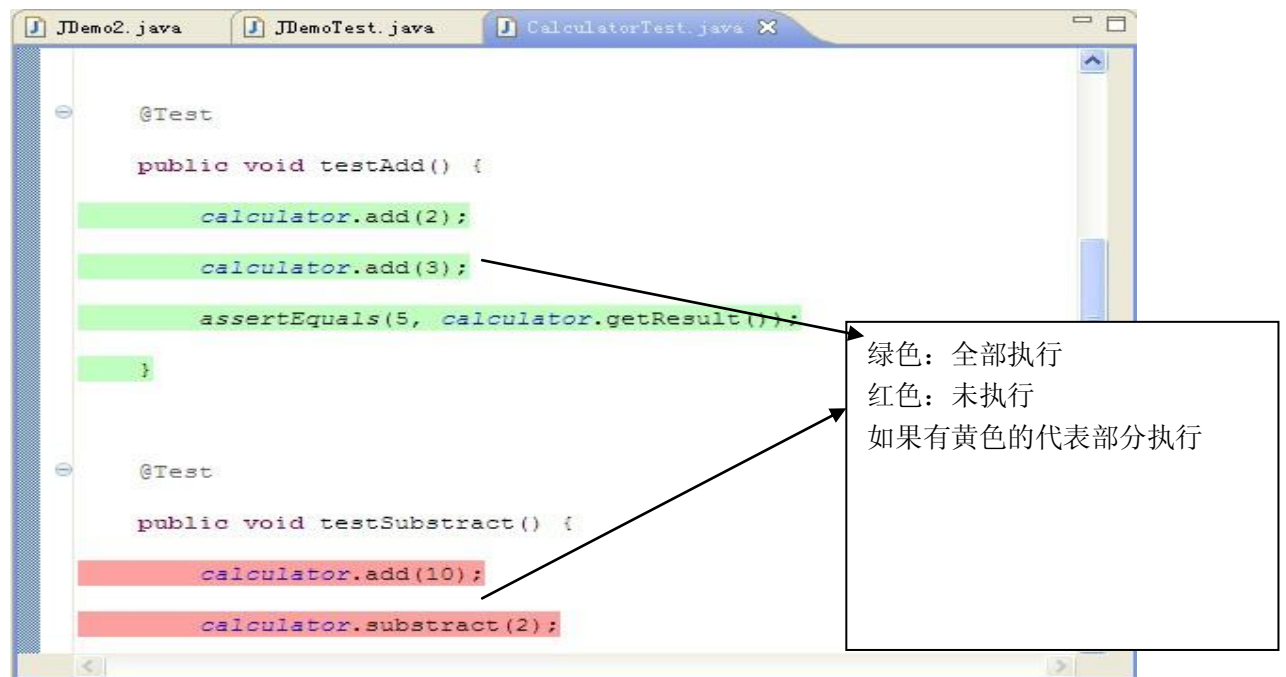 JDemo2.java JDemoTest.java CalculatorTest.java
@Test
public void testAdd() {
calculator.add(2);
calculator.add(3);
assertEquals(5, calculator.getResult());
}
绿色：全部执行
红色：未执行
如果有黄色的代表部分执行
@Test
public void testSubstract() {
calculator.add(10);
calculator.substract(2);